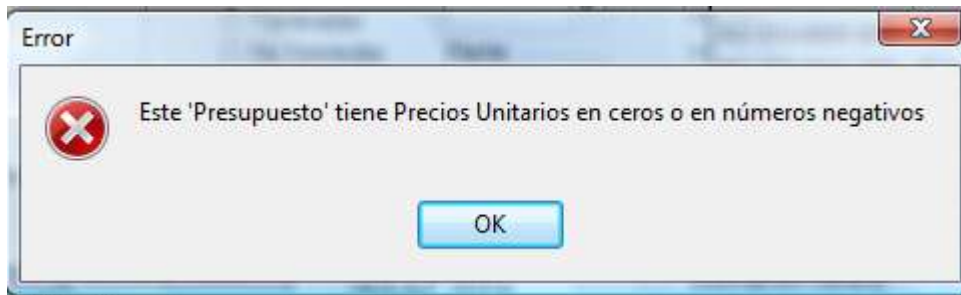 Error
Este 'Presupuesto' tiene Precios Unitarios en ceros o en números negativos
OK